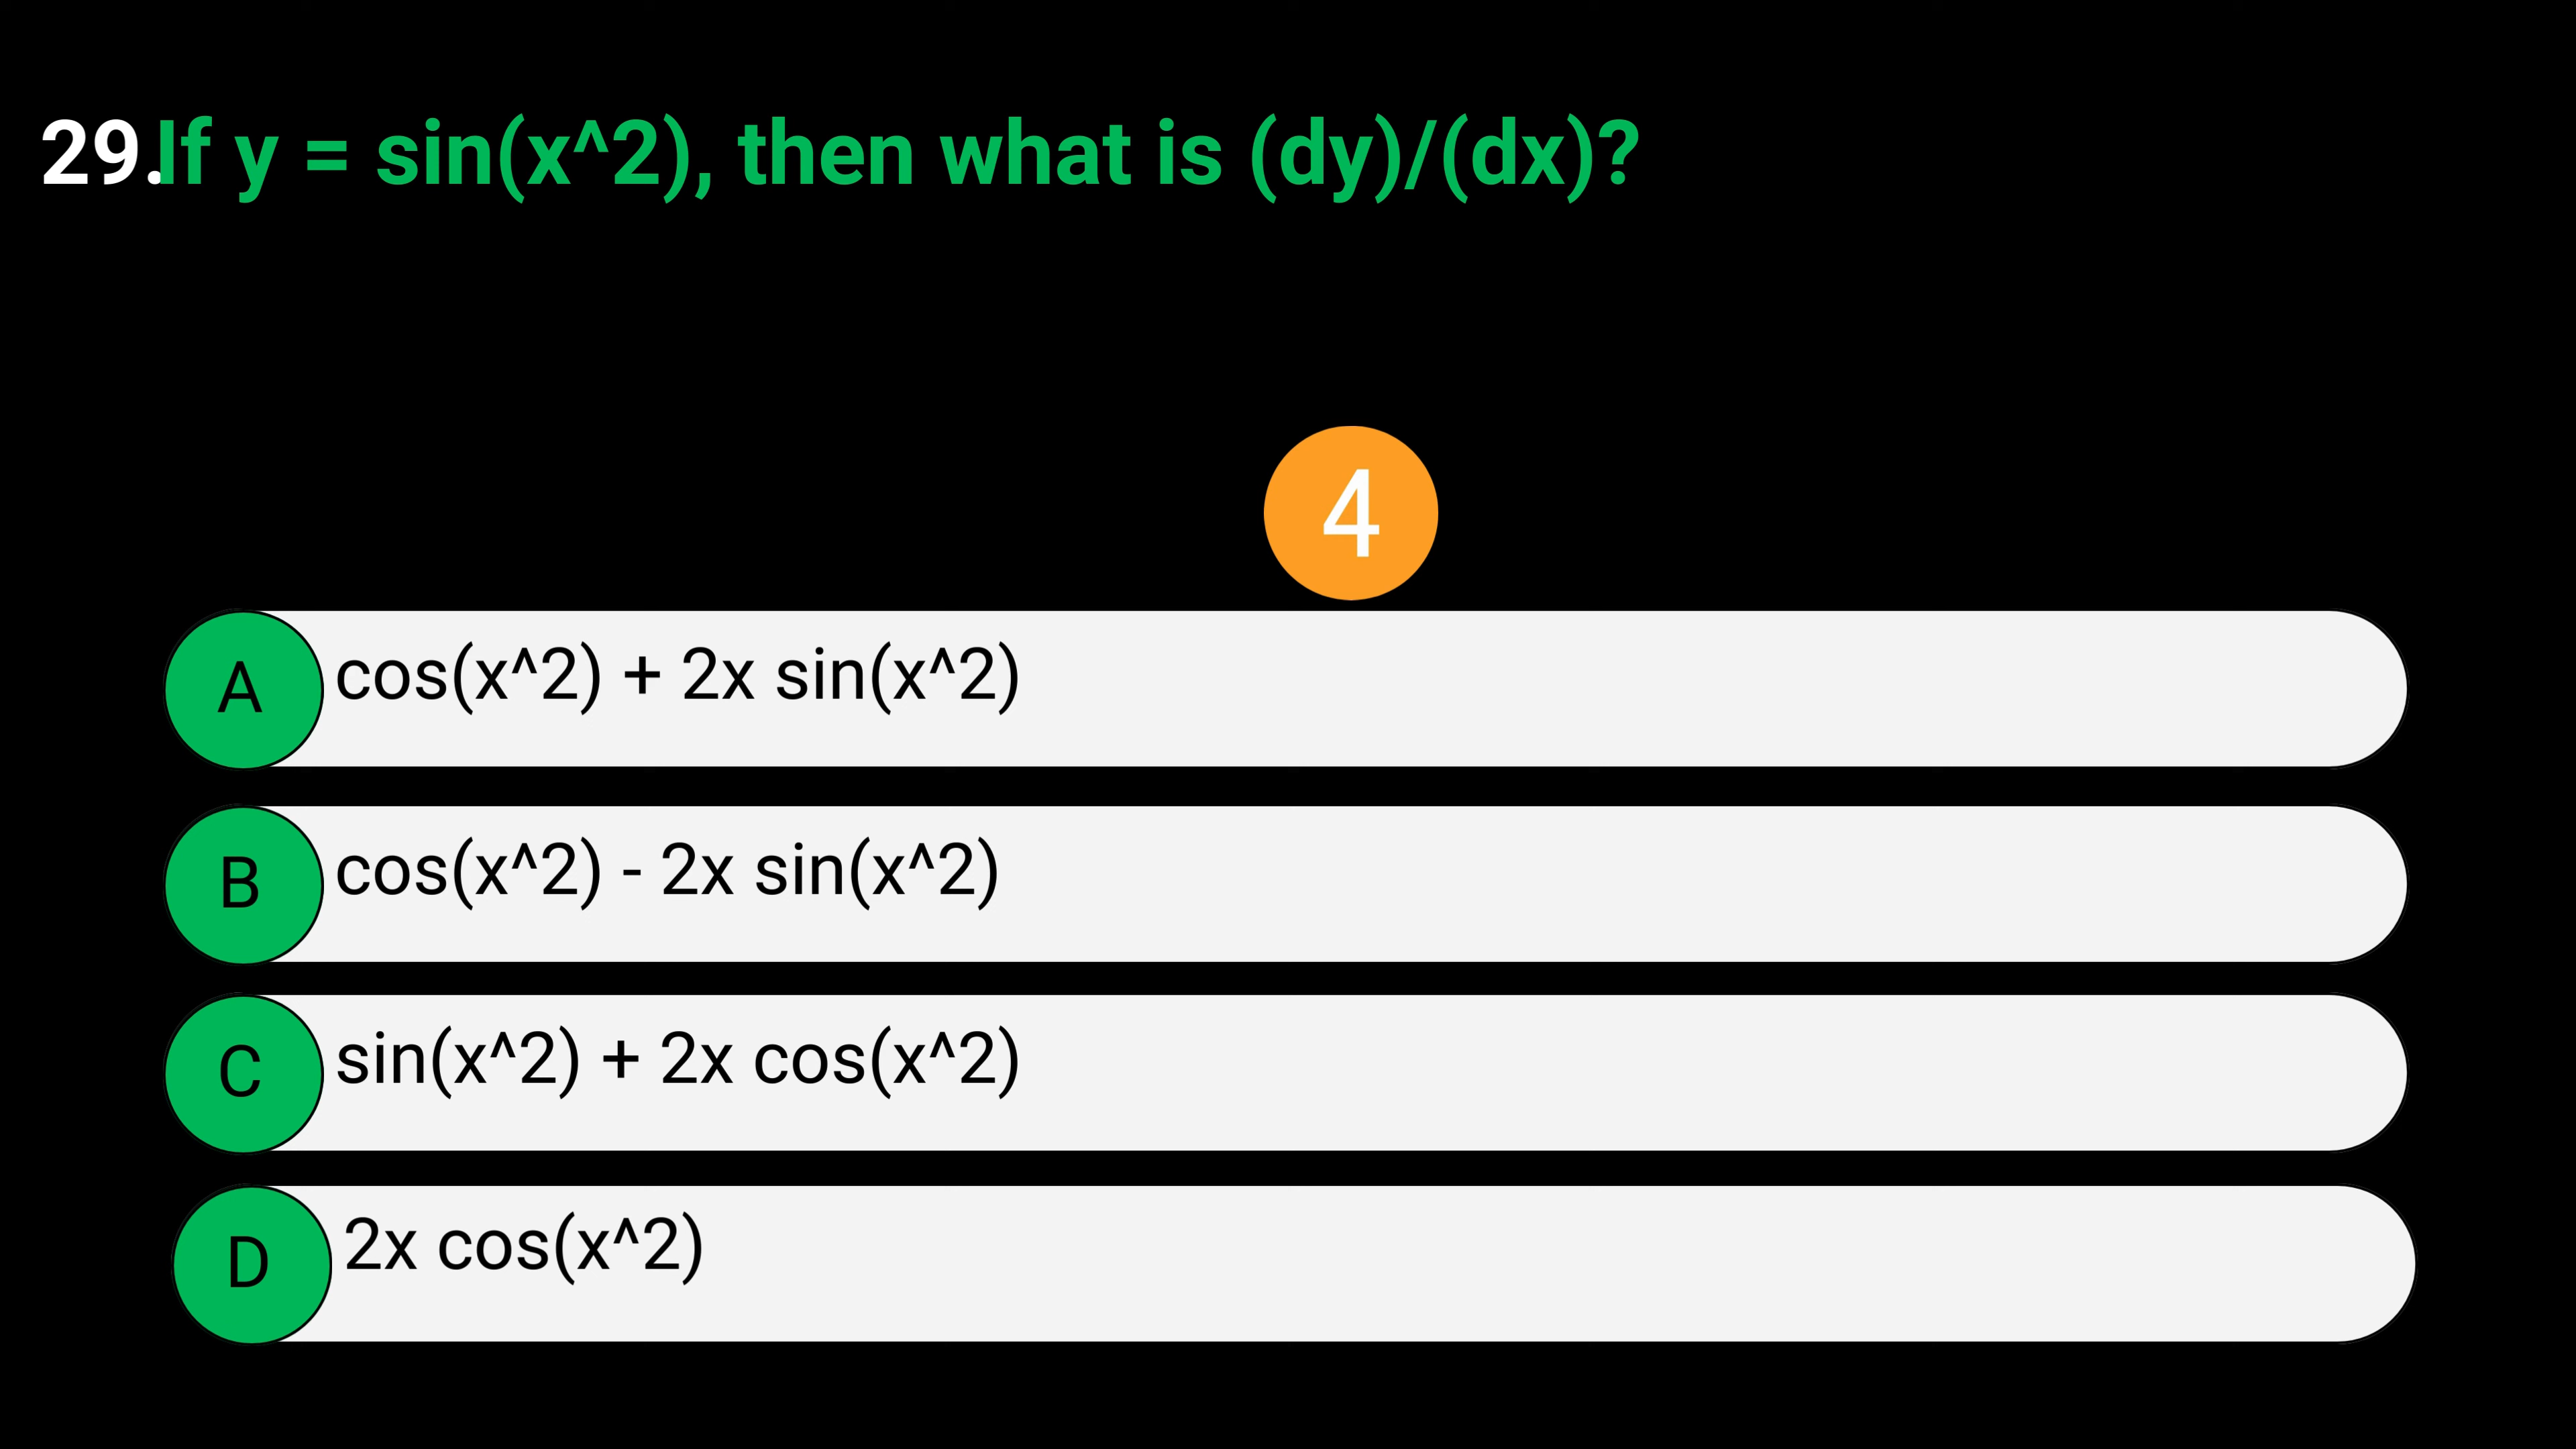 29.If y = sin(x^2), then what is (dy)/(dx)?
4
A cos(x^2) + 2x sin(x^2)
B cos(x^2) - 2x sin(x^2)
C sin(x^2) + 2x cos(x^2)
D 2x cos(x^2)